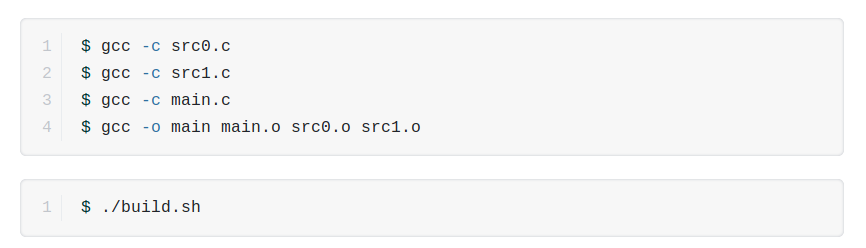 1 $ gcc -c src0.c
2 $ gcc -c src1.c
3 $ gcc -c main.c
4 $ gcc -o main main.o src0.o src1.o
1 $ ./build.sh